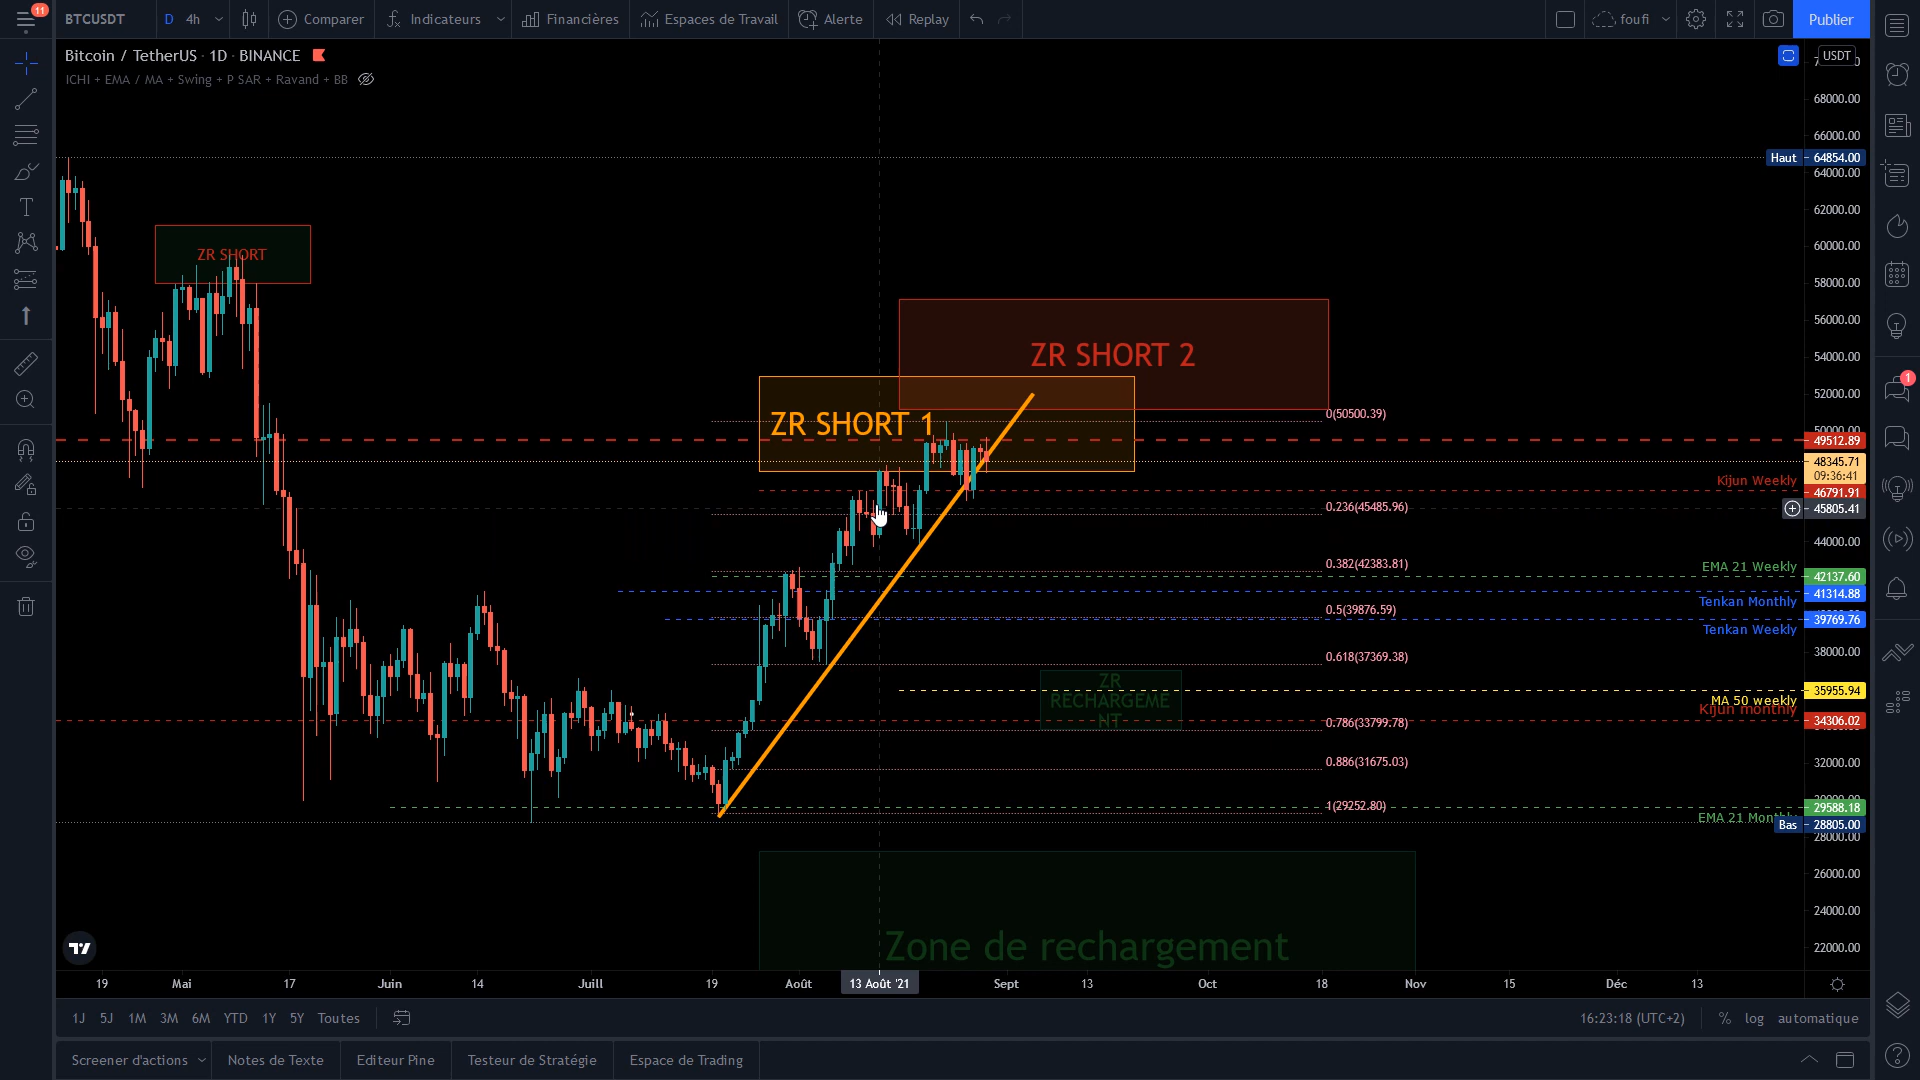 11
BTCUSDT
D 4h
Comparer
Indicateurs
Financières
Espaces de Travail
Alerte
Replay
foufi
Publier
Bitcoin / TetherUS · 1D · BINANCE
ICHI + EMA / MA + Swing + P SAR + Ravand + BB
USDT
68000.00
66000.00
Haut 64854.00
64000.00
62000.00
60000.00
58000.00
56000.00
54000.00
52000.00
50000.00
49512.89
48345.71
09:36:41
Kijun Weekly
46791.91
45805.41
44000.00
EMA 21 Weekly
42137.60
41314.88
Tenkan Monthly
39769.76
Tenkan Weekly
38000.00
MA 50 weekly
35955.94
Kijun monthly
34306.02
32000.00
29588.18
EMA 21 Monthly
Bas 28805.00
28000.00
26000.00
24000.00
22000.00
ZR SHORT
ZR SHORT 2
ZR SHORT 1
0(50500.39)
0.236(45485.96)
0.382(42383.81)
0.5(39876.59)
0.618(37369.38)
ZR
RECHARGEME
NT
0.786(33799.78)
0.886(31675.03)
1(29252.80)
Zone de rechargement
19 Mai 17 Juin 14 Juill 19 Août 13 Août '21 Sept 13 Oct 18 Nov 15 Déc 13
1J 5J 1M 3M 6M YTD 1Y 5Y Toutes
16:23:18 (UTC+2)
% log automatique
Screener d'actions
Notes de Texte
Editeur Pine
Testeur de Stratégie
Espace de Trading
1